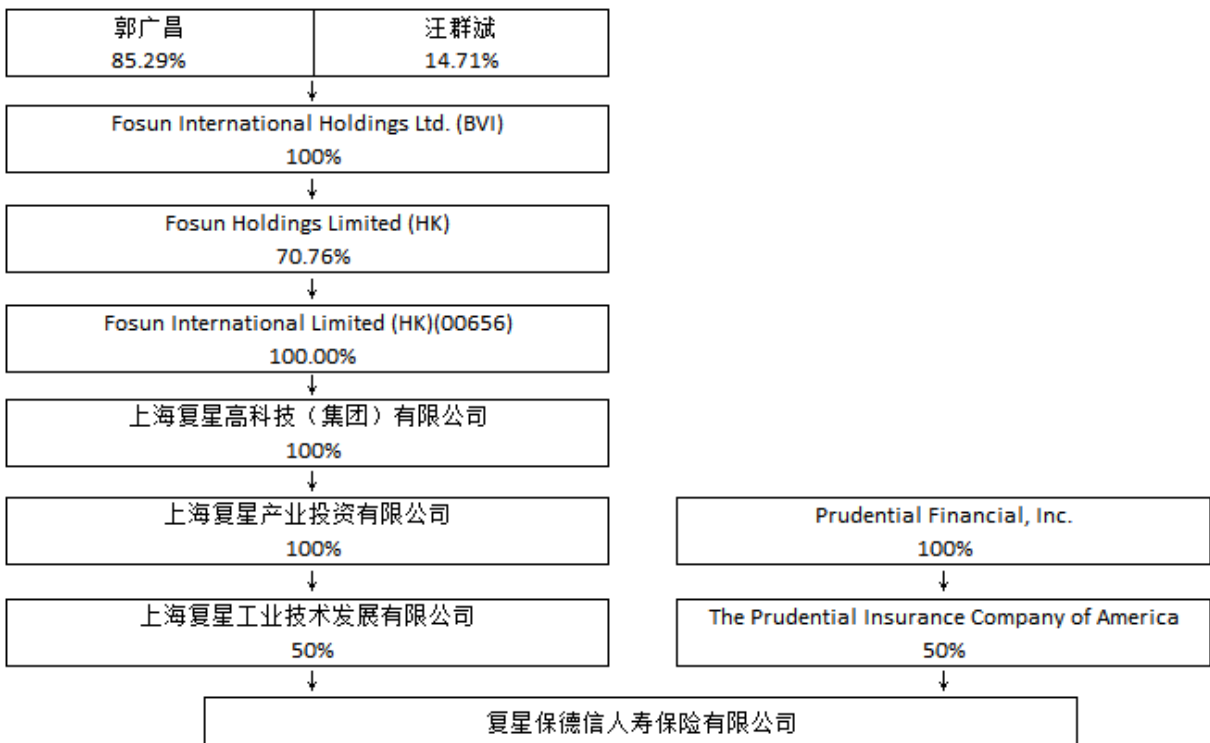 郭广昌
85.29%
汪群斌
14.71%
Fosun International Holdings Ltd. (BVI)
100%
Fosun Holdings Limited (HK)
70.76%
Fosun International Limited (HK)(00656)
100.00%
上海复星高科技（集团）有限公司
100%
上海复星产业投资有限公司
100%
Prudential Financial, Inc.
100%
上海复星工业技术发展有限公司
50%
The Prudential Insurance Company of America
50%
复星保德信人寿保险有限公司